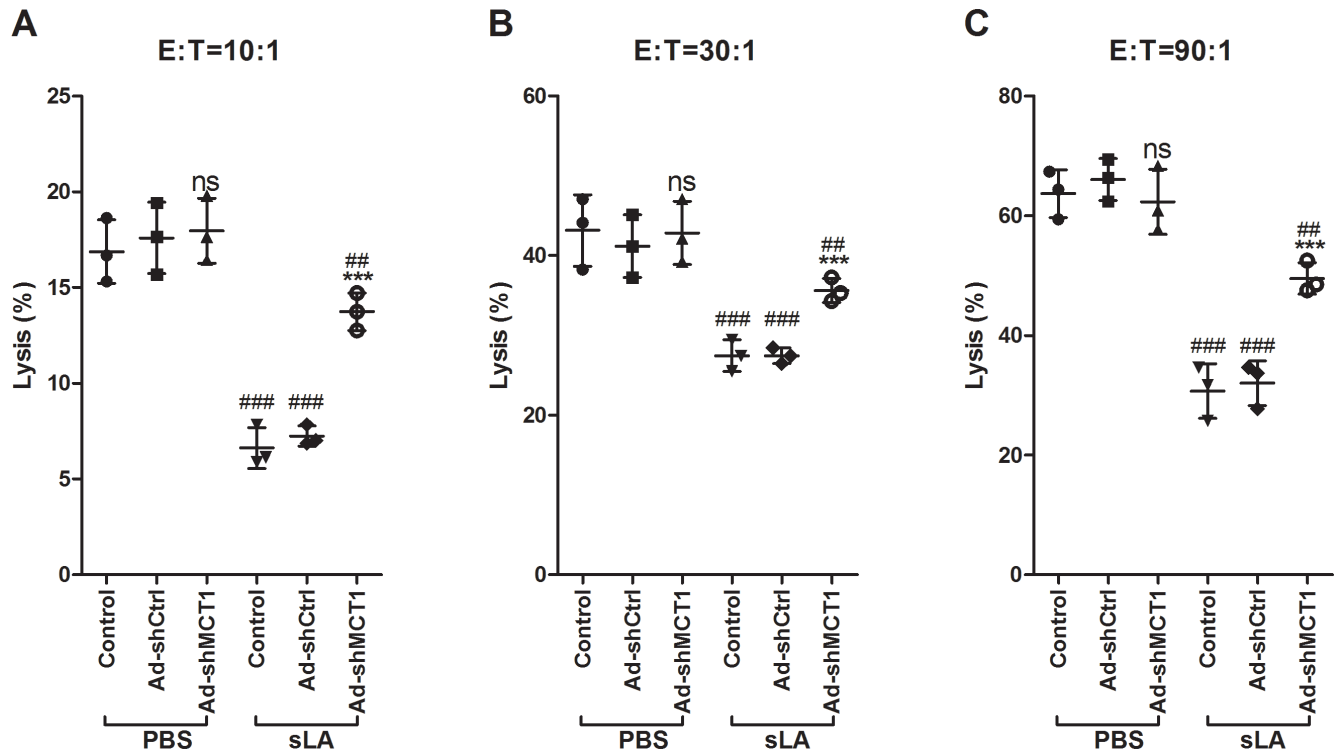 A
E:T=10:1
Lysis (%)
25
20
15
10
5
0
ns
###
###
##
***
Control
Ad-shCtrl
Ad-shMCT1
Control
Ad-shCtrl
Ad-shMCT1
PBS
sLA
B
E:T=30:1
Lysis (%)
60
40
20
0
ns
###
###
##
***
Control
Ad-shCtrl
Ad-shMCT1
Control
Ad-shCtrl
Ad-shMCT1
PBS
sLA
C
E:T=90:1
Lysis (%)
80
60
40
20
0
ns
###
###
##
***
Control
Ad-shCtrl
Ad-shMCT1
Control
Ad-shCtrl
Ad-shMCT1
PBS
sLA